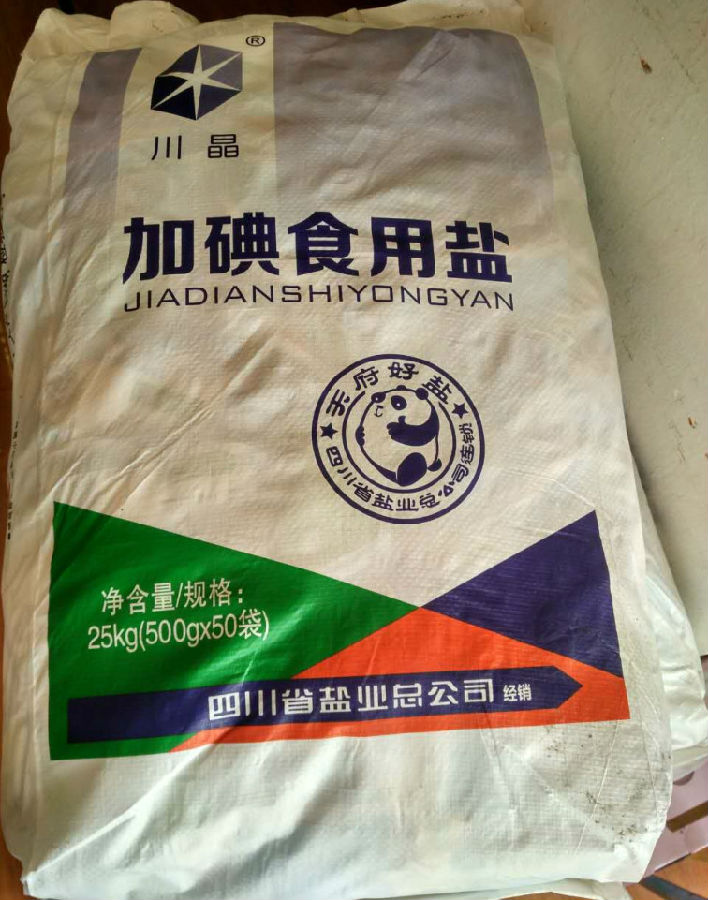 ®
川晶
加碘食用盐
JIADIANSHIYONGYAN
天府好盐
四川省盐业总公司连锁
净含量/规格：
25kg(500gx50袋)
四川省盐业总公司 经销